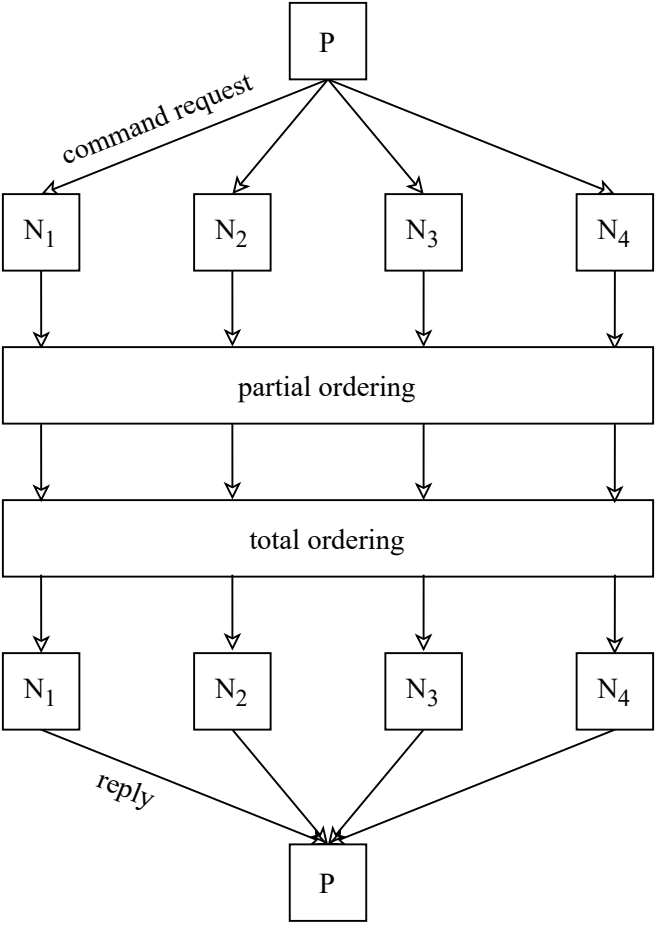 P
command request
N1
N2
N3
N4
partial ordering
total ordering
N1
N2
N3
N4
reply
P